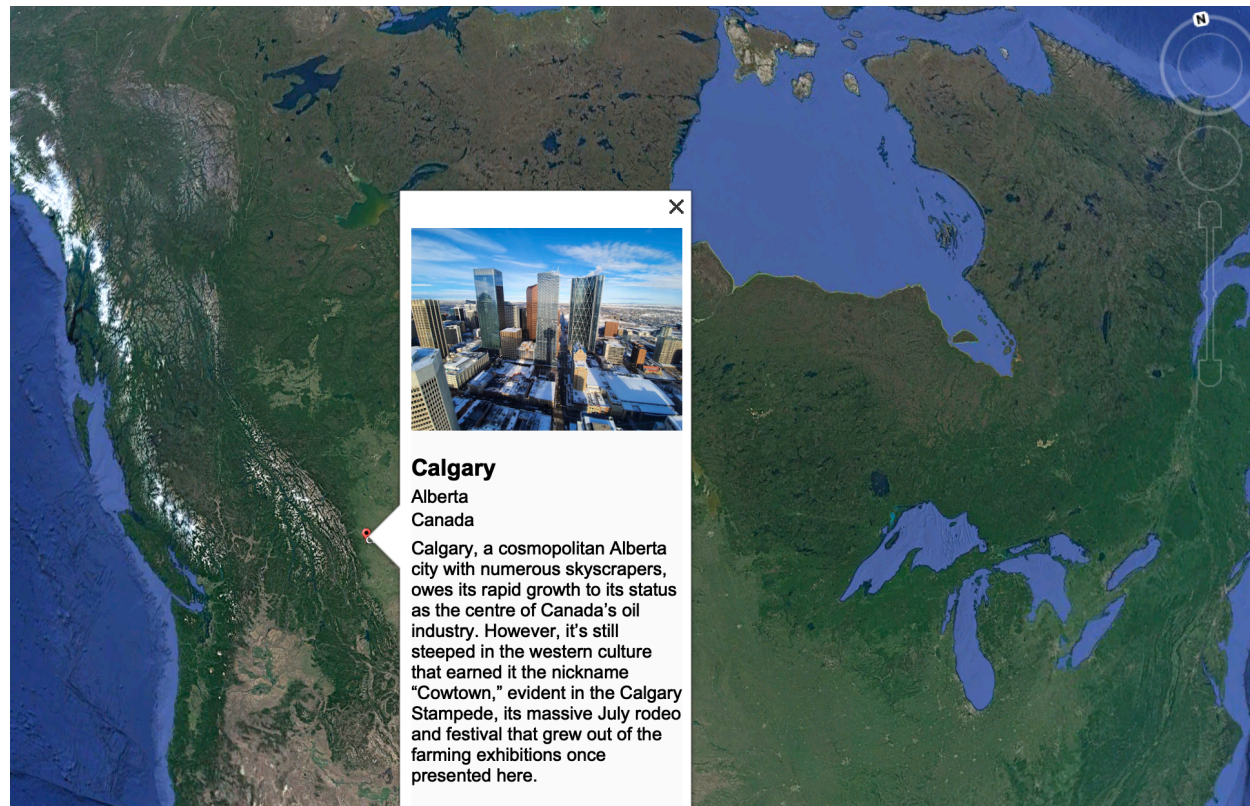 N
Calgary
Alberta
Canada
Calgary, a cosmopolitan Alberta
city with numerous skyscrapers,
owes its rapid growth to its status
as the centre of Canada’s oil
industry. However, it’s still
steeped in the western culture
that earned it the nickname
“Cowtown,” evident in the Calgary
Stampede, its massive July rodeo
and festival that grew out of the
farming exhibitions once
presented here.